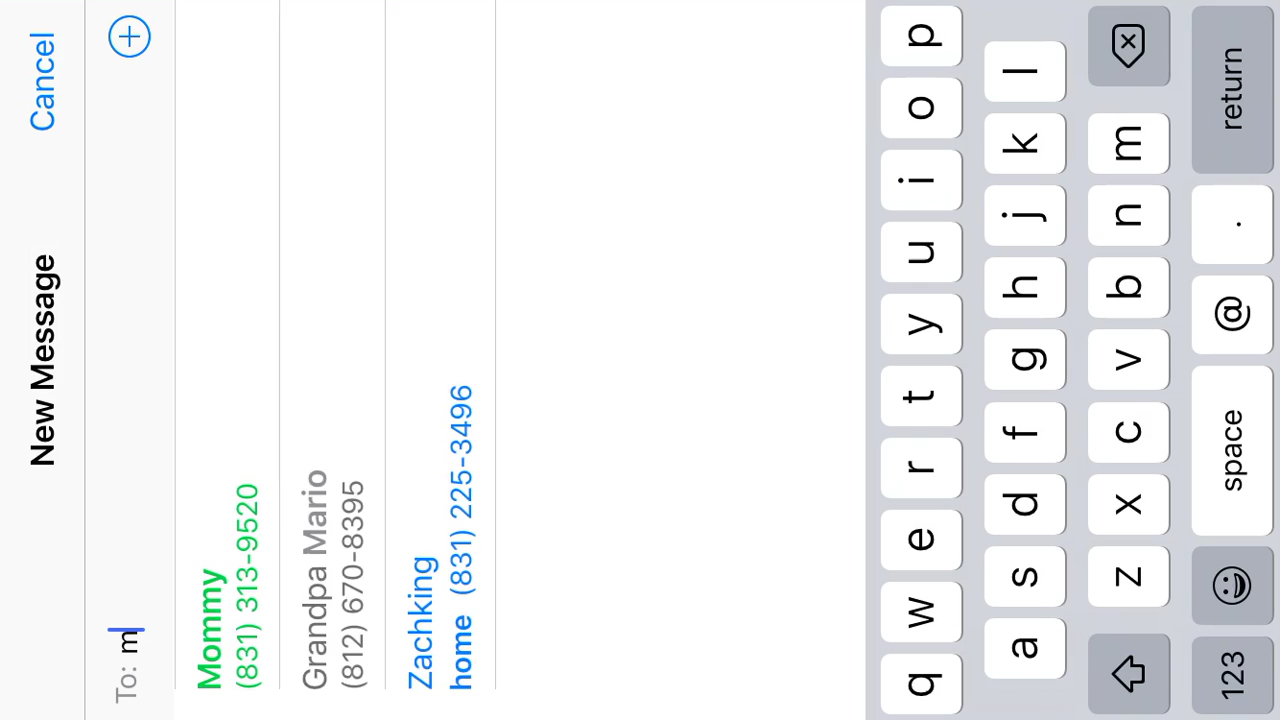 New Message
Cancel
To: m
Mommy
(831) 313-9520
Grandpa Mario
(812) 670-8395
Zachking
home (831) 225-3496
q w e r t y u i o p
a s d f g h j k l
z x c v b n m
123 space @ . return